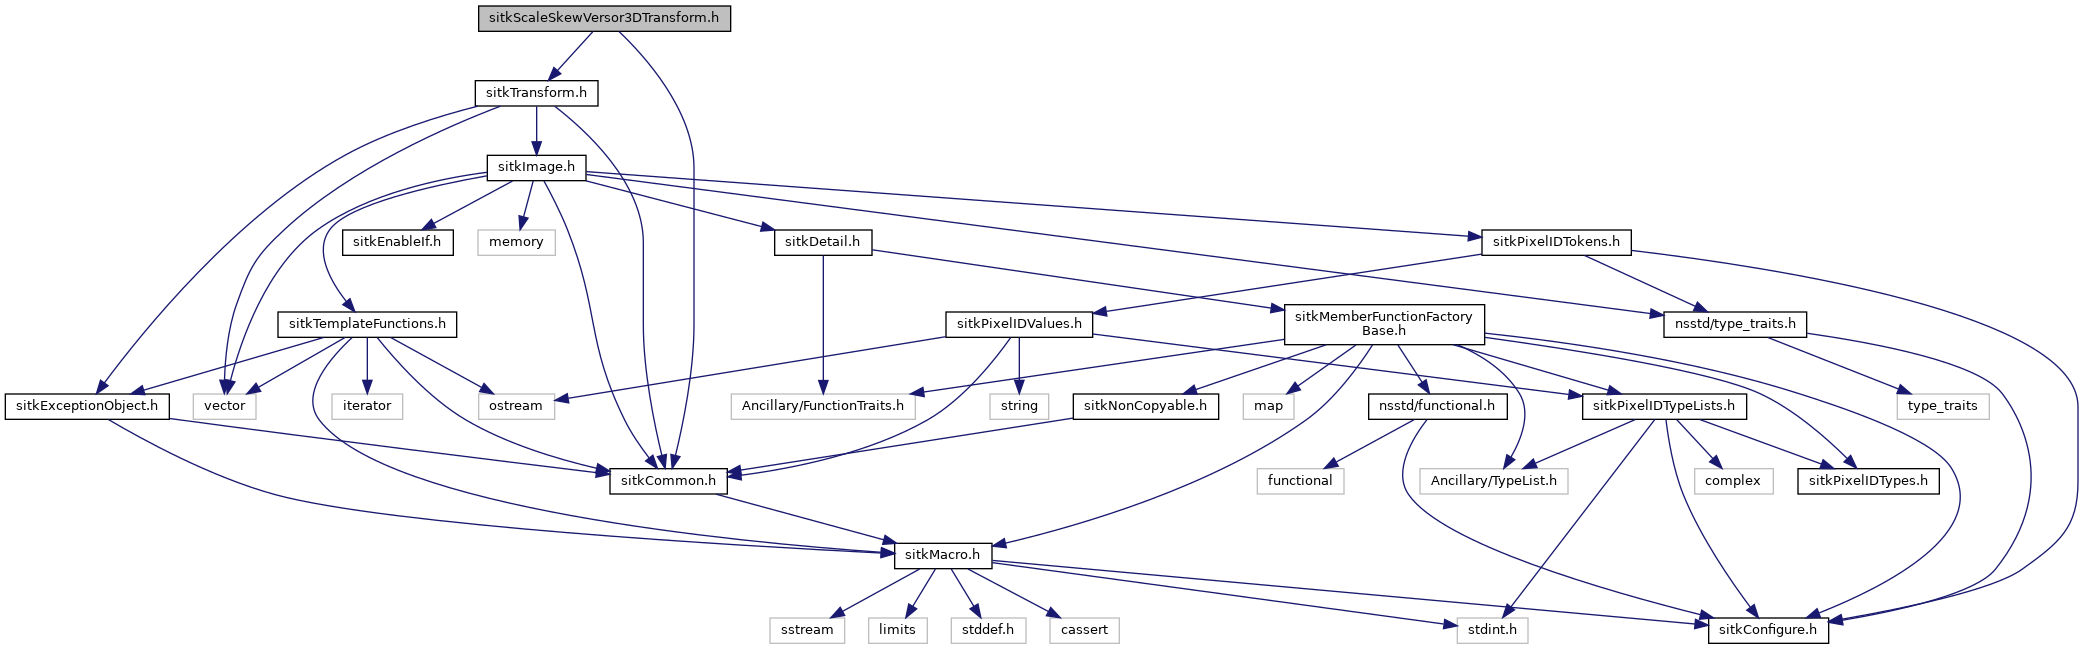 sitkScaleSkewVersor3DTransform.h
sitkTransform.h
sitkImage.h
sitkEnableIf.h
memory
sitkDetail.h
sitkPixelIDTokens.h
sitkTemplateFunctions.h
sitkPixelIDValues.h
sitkMemberFunctionFactory
Base.h
nsstd/type_traits.h
sitkExceptionObject.h
vector
iterator
ostream
Ancillary/FunctionTraits.h
string
sitkNonCopyable.h
map
nsstd/functional.h
sitkPixelIDTypeLists.h
type_traits
sitkCommon.h
functional
Ancillary/TypeList.h
complex
sitkPixelIDTypes.h
sitkMacro.h
sstream
limits
stddef.h
cassert
stdint.h
sitkConfigure.h